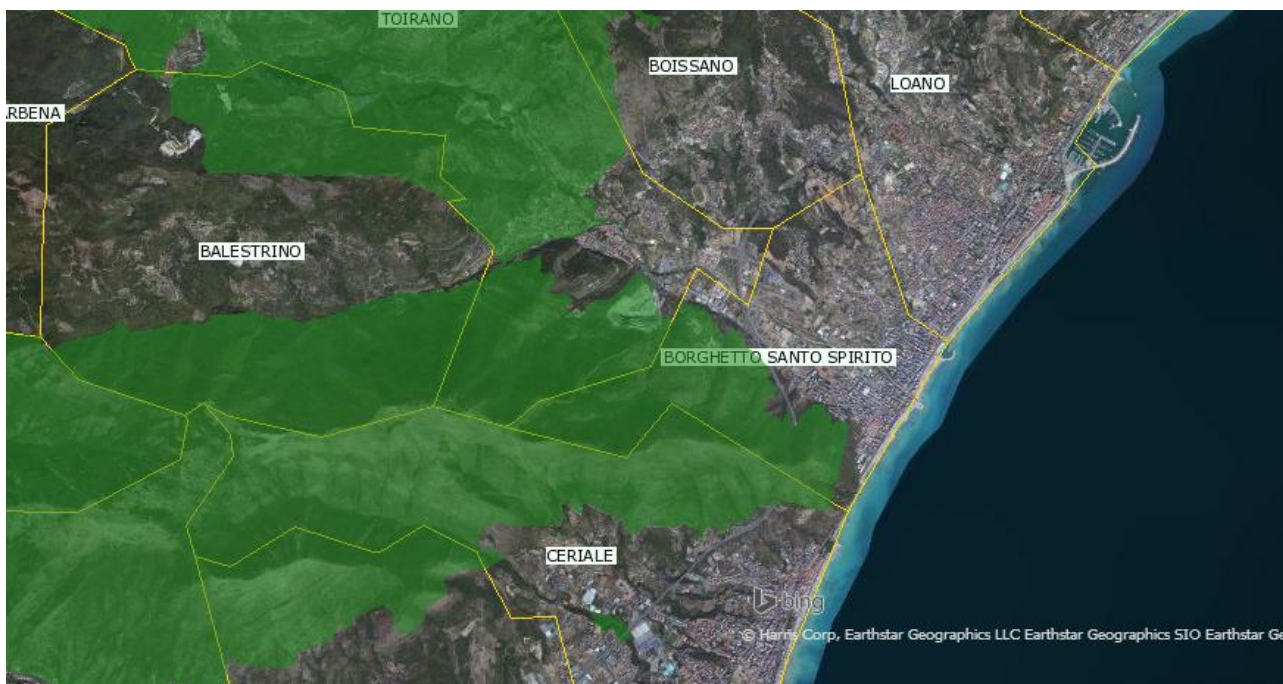 TOIRANO
BOISSANO
LOANO
ARBENA
BALESTRINO
BORGHETTO SANTO SPIRITO
CERIALE
bing
© Harris Corp, Earthstar Geographics LLC Earthstar Geographics SIO Earthstar Ge